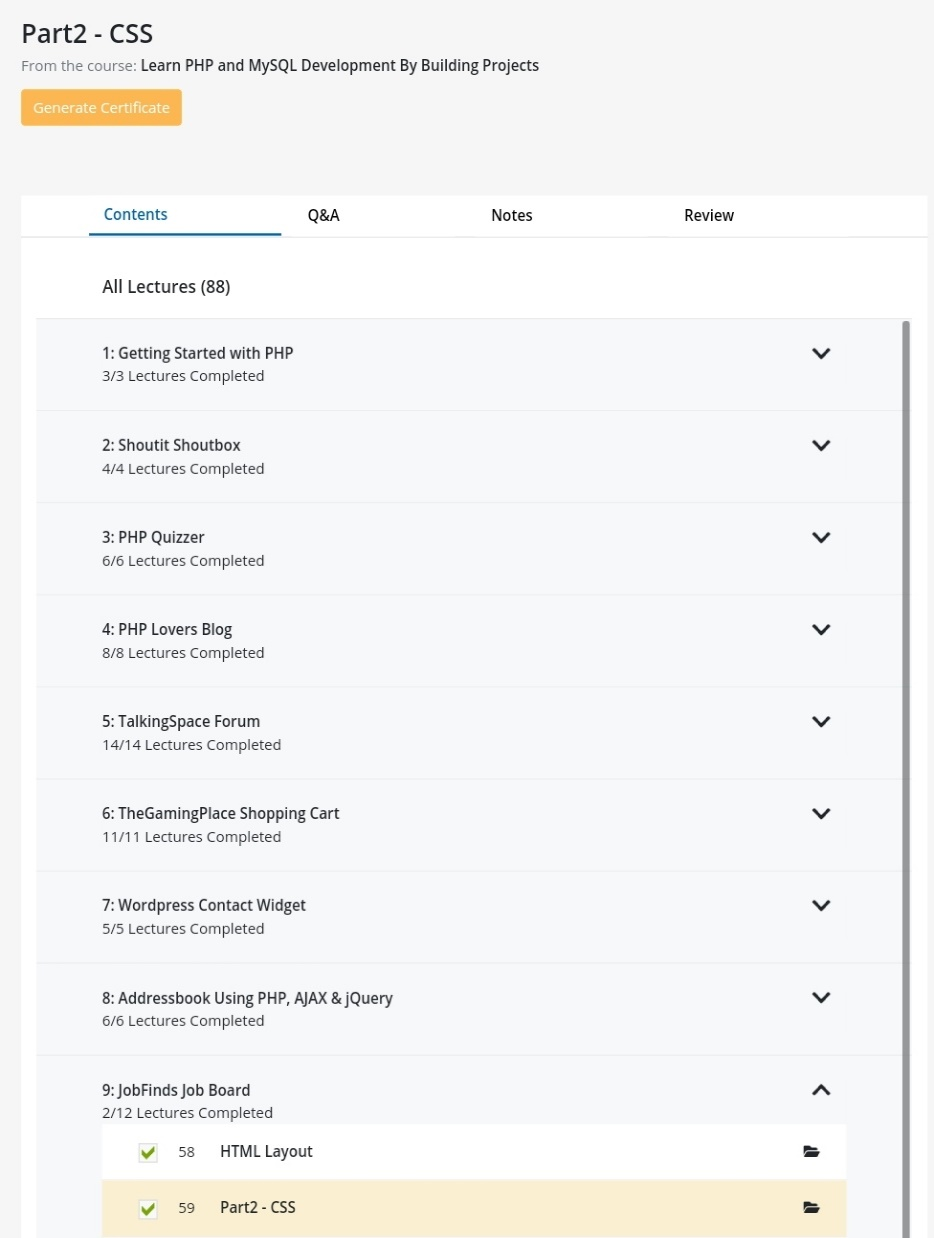 Part2 - CSS
From the course: Learn PHP and MySQL Development By Building Projects
Generate Certificate
Contents Q&A Notes Review
All Lectures (88)
1: Getting Started with PHP
3/3 Lectures Completed
2: Shoutit Shoutbox
4/4 Lectures Completed
3: PHP Quizzer
6/6 Lectures Completed
4: PHP Lovers Blog
8/8 Lectures Completed
5: TalkingSpace Forum
14/14 Lectures Completed
6: TheGamingPlace Shopping Cart
11/11 Lectures Completed
7: Wordpress Contact Widget
5/5 Lectures Completed
8: Addressbook Using PHP, AJAX & jQuery
6/6 Lectures Completed
9: JobFinds Job Board
2/12 Lectures Completed
58 HTML Layout
59 Part2 - CSS